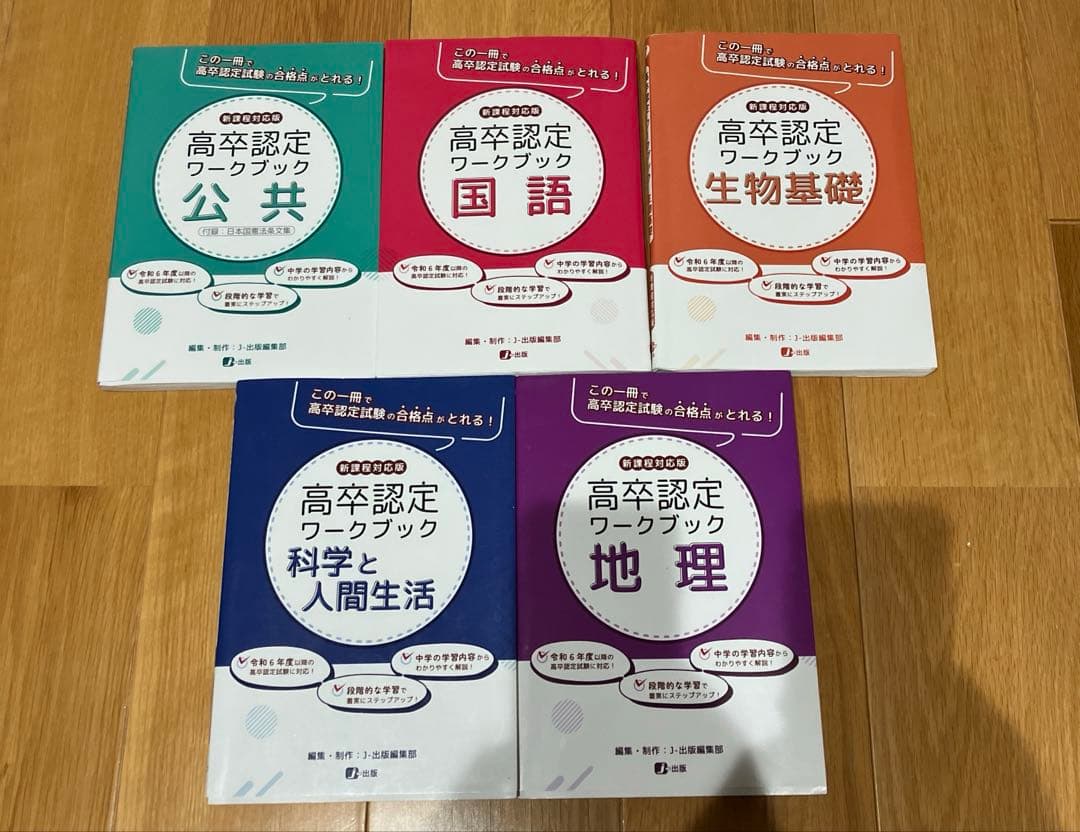 この一冊で
高卒認定試験の合格点がとれる!
新課程対応版
高卒認定
ワークブック
公共
付録:日本国憲法条文集
令和6年度以降の
高卒認定試験に対応!
中学の学習内容から
わかりやすく解説!
段階的な学習で
着実にステップアップ!
編集・制作:J-出版編集部
J-出版
この一冊で
高卒認定試験の合格点がとれる!
新課程対応版
高卒認定
ワークブック
国語
令和6年度以降の
高卒認定試験に対応!
中学の学習内容から
わかりやすく解説!
段階的な学習で
着実にステップアップ!
編集・制作:J-出版編集部
J-出版
この一冊で
高卒認定試験の合格点がとれる!
新課程対応版
高卒認定
ワークブック
生物基礎
令和6年度以降の
高卒認定試験に対応!
中学の学習内容から
わかりやすく解説!
段階的な学習で
着実にステップアップ!
編集・制作:J-出版編集部
J-出版
この一冊で
高卒認定試験の合格点がとれる!
新課程対応版
高卒認定
ワークブック
科学と
人間生活
令和6年度以降の
高卒認定試験に対応!
中学の学習内容から
わかりやすく解説!
段階的な学習で
着実にステップアップ!
編集・制作:J-出版編集部
J-出版
この一冊で
高卒認定試験の合格点がとれる!
新課程対応版
高卒認定
ワークブック
地理
令和6年度以降の
高卒認定試験に対応!
中学の学習内容から
わかりやすく解説!
段階的な学習で
着実にステップアップ!
編集・制作:J-出版編集部
J-出版